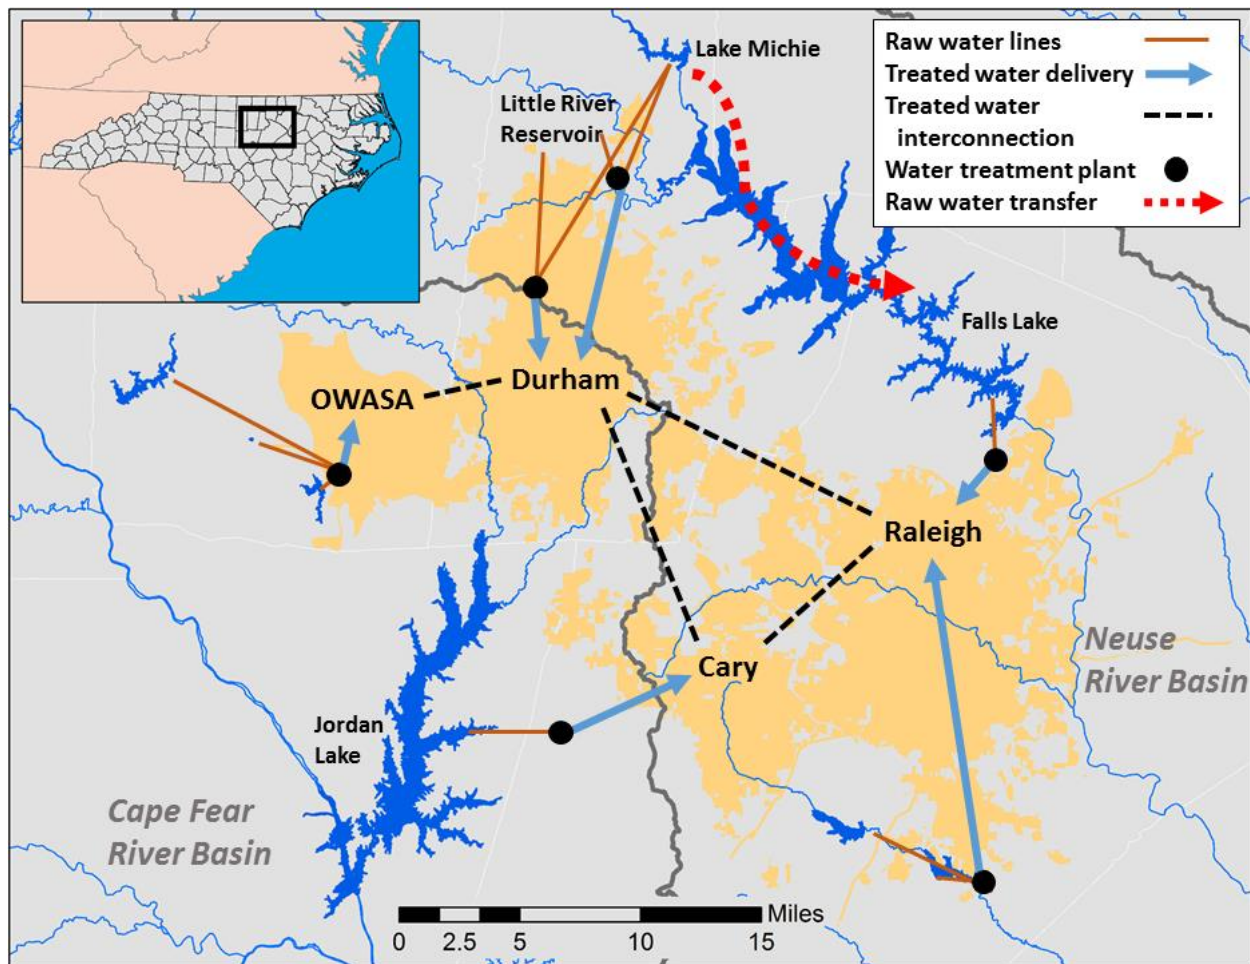 Lake Michie
Little River
Reservoir
Raw water lines
Treated water delivery
Treated water
interconnection
Water treatment plant
Raw water transfer
Falls Lake
Durham
OWASA
Raleigh
Neuse
River Basin
Cary
Jordan
Lake
Cape Fear
River Basin
Miles
0 2.5 5 10 15